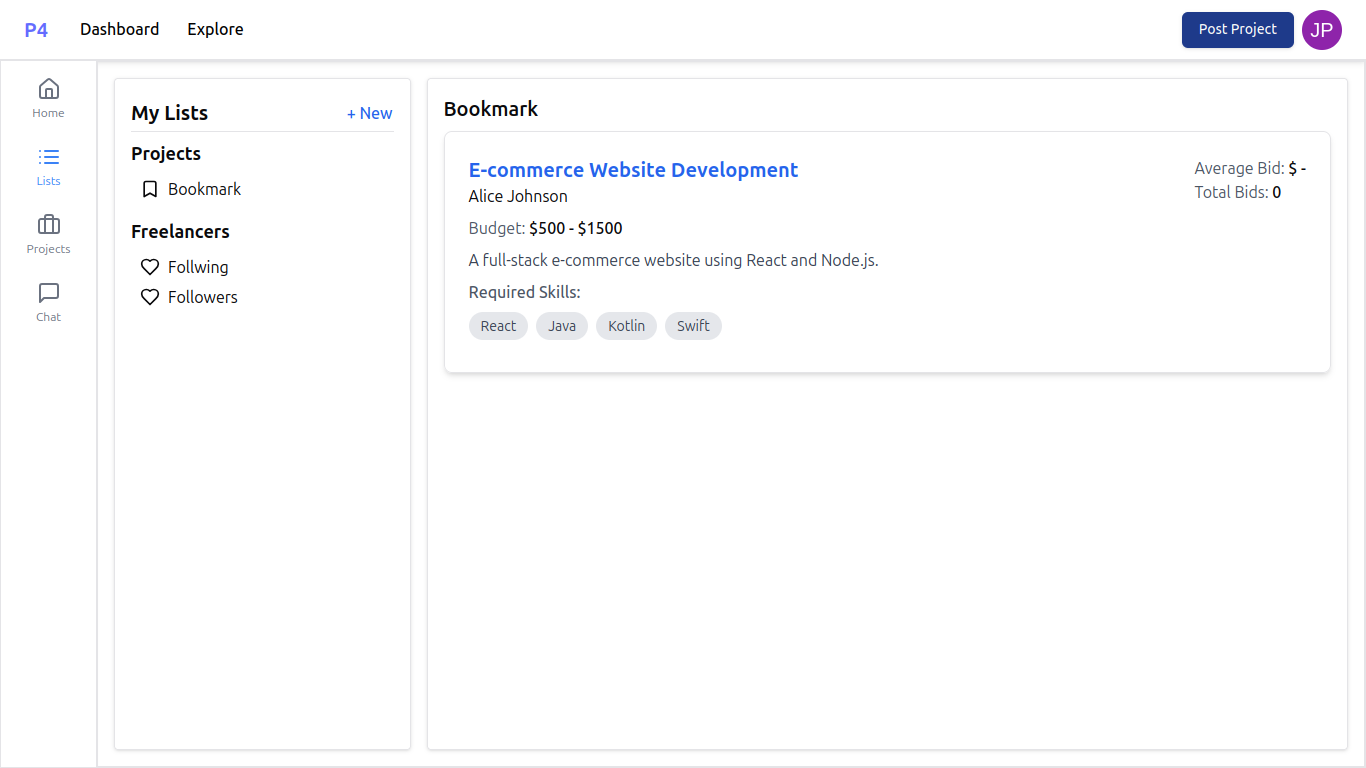 P4 Dashboard Explore Post Project JP
Home
Lists
Projects
Chat
My Lists + New
Projects
Bookmark
Freelancers
Follwing
Followers
Bookmark
E-commerce Website Development
Alice Johnson
Budget: $500 - $1500
A full-stack e-commerce website using React and Node.js.
Required Skills:
React Java Kotlin Swift
Average Bid: $ -
Total Bids: 0